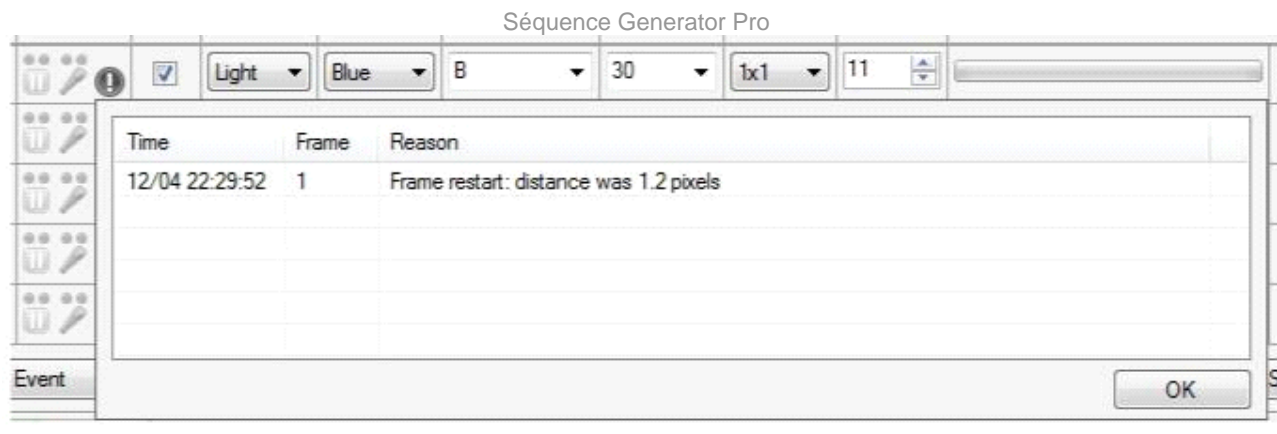 Séquence Generator Pro
Light Blue B 30 1x1 11
Time Frame Reason
12/04 22:29:52 1 Frame restart: distance was 1.2 pixels
Event
OK